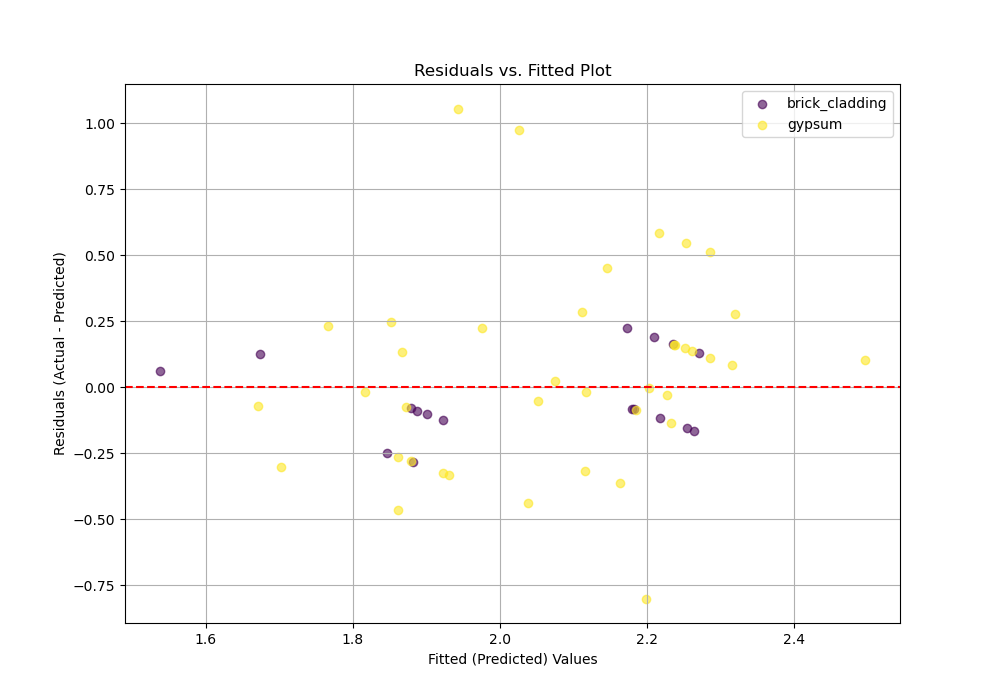 Residuals vs. Fitted Plot
brick_cladding
gypsum
1.00
0.75
0.50
0.25
0.00
−0.25
−0.50
−0.75
Residuals (Actual - Predicted)
1.6 1.8 2.0 2.2 2.4
Fitted (Predicted) Values